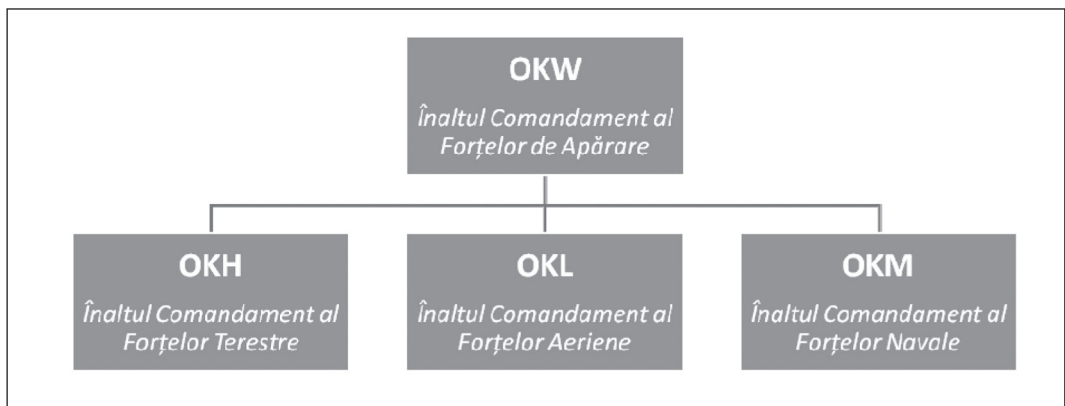 OKW
Înaltul Comandament al
Forțelor de Apărare
OKH
Înaltul Comandament al
Forțelor Terestre
OKL
Înaltul Comandament al
Forțelor Aeriene
OKM
Înaltul Comandament al
Forțelor Navale